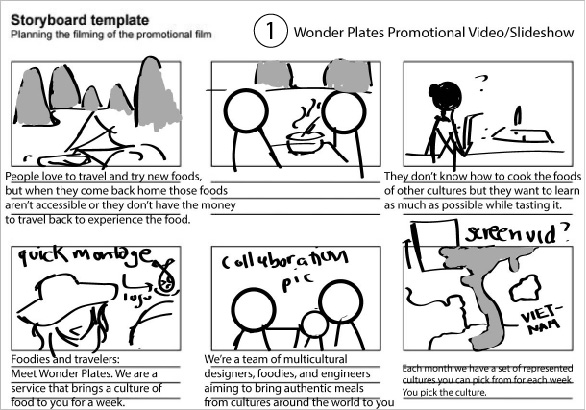 Storyboard template
Planning the filming of the promotional film
1 Wonder Plates Promotional Video/Slideshow
?
People love to travel and try new foods,
but when they come back home those foods
aren't accessible or they don't have the money
to travel back to experience the food.
They don't know how to cook the foods
of other cultures but they want to learn
as much as possible while tasting it.
quick montage
logo
Foodies and travelers:
Meet Wonder Plates. We are a
service that brings a culture of
food to you for a week.
collaboration
pic
We're a team of multicultural
designers, foodies, and engineers
aiming to bring authentic meals
from cultures around the world to you
screen vid?
VIET-
NAM
Each month we have a set of represented
cultures you can pick from for each week.
You pick the culture.